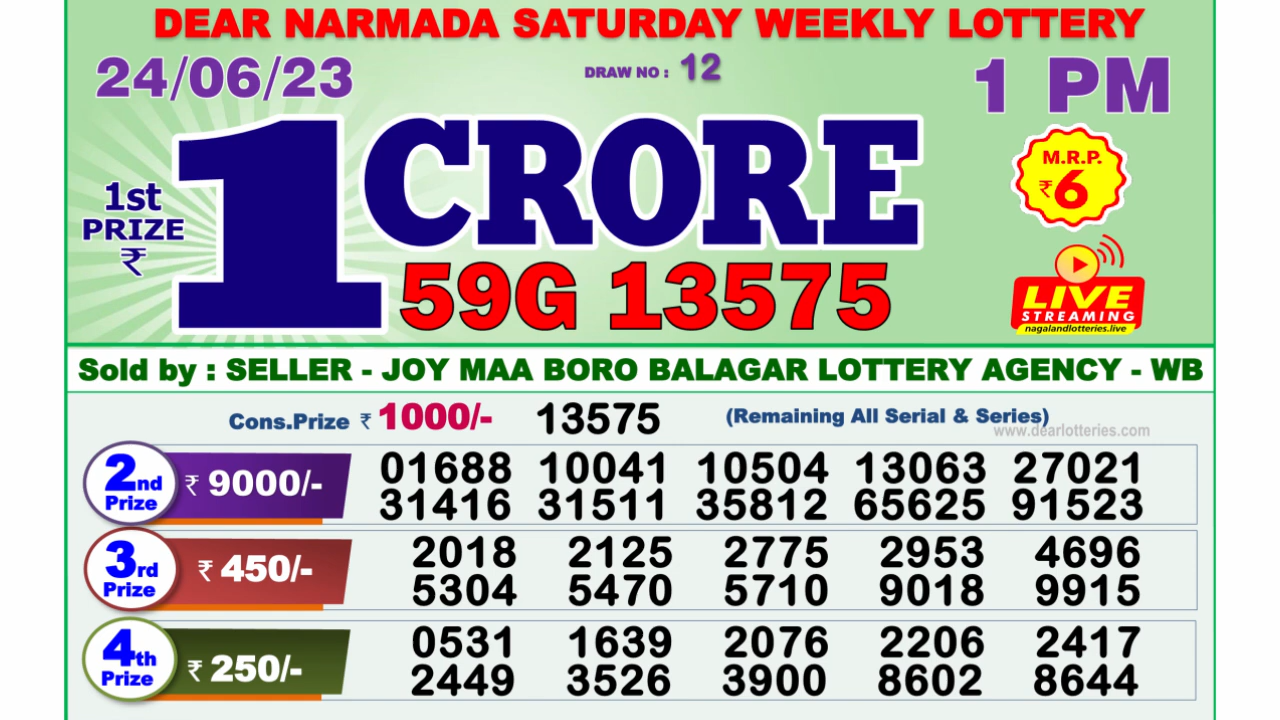 DEAR NARMADA SATURDAY WEEKLY LOTTERY
24/06/23 DRAW NO : 12 1 PM
1st PRIZE ₹ 1 CRORE
59G 13575
M.R.P.
₹6
LIVE
STREAMING
nagalandlotteries.live
Sold by : SELLER - JOY MAA BORO BALAGAR LOTTERY AGENCY - WB
Cons.Prize ₹ 1000/- 13575 (Remaining All Serial & Series)
www.dearlotteries.com
2nd Prize ₹ 9000/-
01688 10041 10504 13063 27021
31416 31511 35812 65625 91523
3rd Prize ₹ 450/-
2018 2125 2775 2953 4696
5304 5470 5710 9018 9915
4th Prize ₹ 250/-
0531 1639 2076 2206 2417
2449 3526 3900 8602 8644